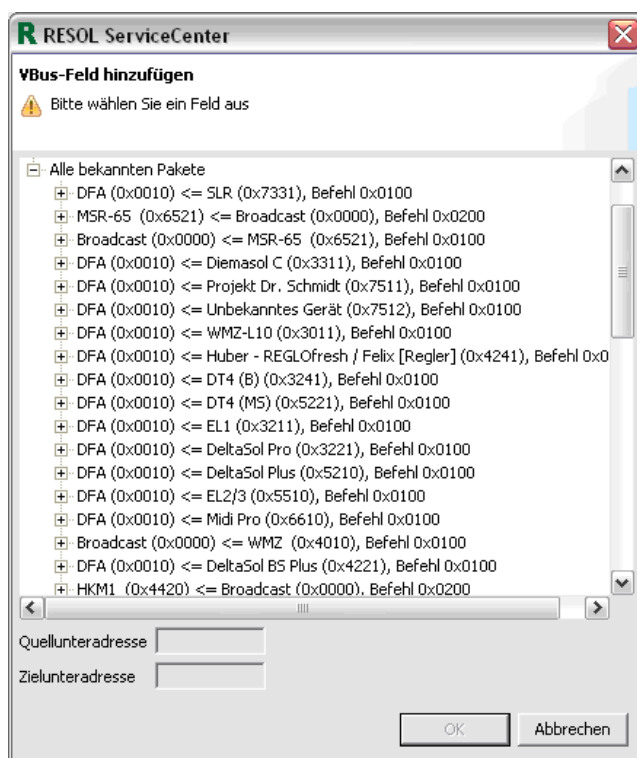 RESOL ServiceCenter
VBus-Feld hinzufügen
Bitte wählen Sie ein Feld aus
Alle bekannten Pakete
DFA (0x0010) <= SLR (0x7331), Befehl 0x0100
MSR-65 (0x6521) <= Broadcast (0x0000), Befehl 0x0200
Broadcast (0x0000) <= MSR-65 (0x6521), Befehl 0x0100
DFA (0x0010) <= Diemasol C (0x3311), Befehl 0x0100
DFA (0x0010) <= Projekt Dr. Schmidt (0x7511), Befehl 0x0100
DFA (0x0010) <= Unbekanntes Gerät (0x7512), Befehl 0x0100
DFA (0x0010) <= WMZ-L10 (0x3011), Befehl 0x0100
DFA (0x0010) <= Huber - REGLOfresh / Felix [Regler] (0x4241), Befehl 0x0
DFA (0x0010) <= DT4 (B) (0x3241), Befehl 0x0100
DFA (0x0010) <= DT4 (MS) (0x5221), Befehl 0x0100
DFA (0x0010) <= EL1 (0x3211), Befehl 0x0100
DFA (0x0010) <= DeltaSol Pro (0x3221), Befehl 0x0100
DFA (0x0010) <= DeltaSol Plus (0x5210), Befehl 0x0100
DFA (0x0010) <= EL2/3 (0x5510), Befehl 0x0100
DFA (0x0010) <= Midi Pro (0x6610), Befehl 0x0100
Broadcast (0x0000) <= WMZ (0x4010), Befehl 0x0100
DFA (0x0010) <= DeltaSol BS Plus (0x4221), Befehl 0x0100
HKM1 (0x4420) <= Broadcast (0x0000), Befehl 0x0200
Quellunteradresse
Zielunteradresse
OK Abbrechen